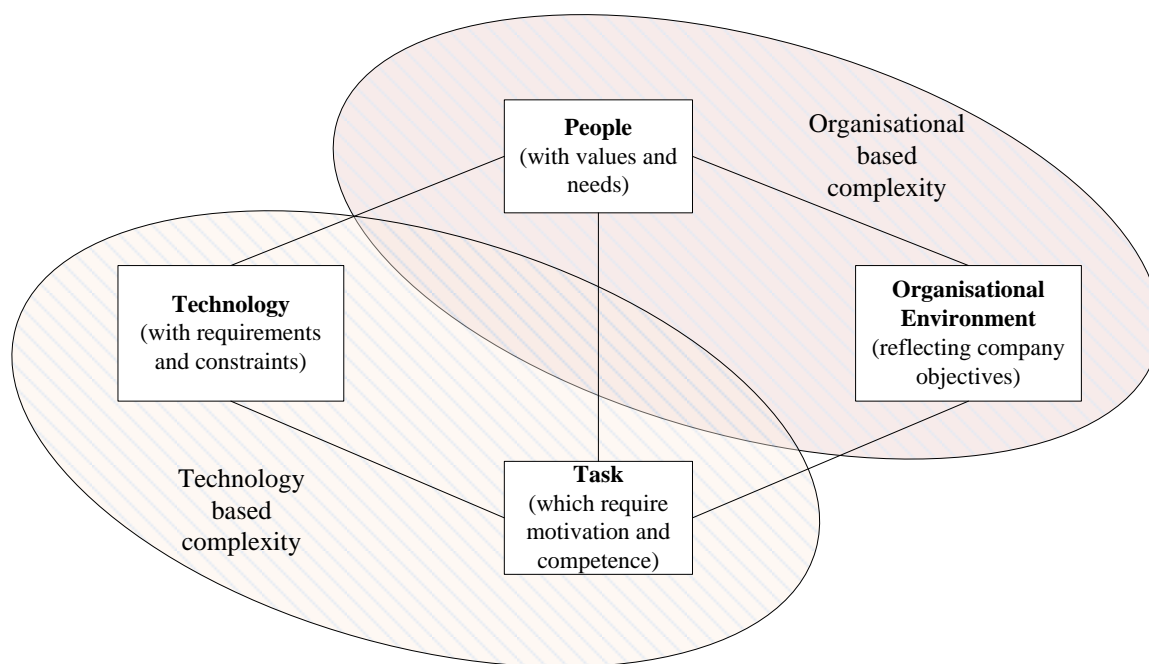 People
(with values and
needs)
Organisational
based
complexity
Technology
(with requirements
and constraints)
Organisational
Environment
(reflecting company
objectives)
Technology
based
complexity
Task
(which require
motivation and
competence)